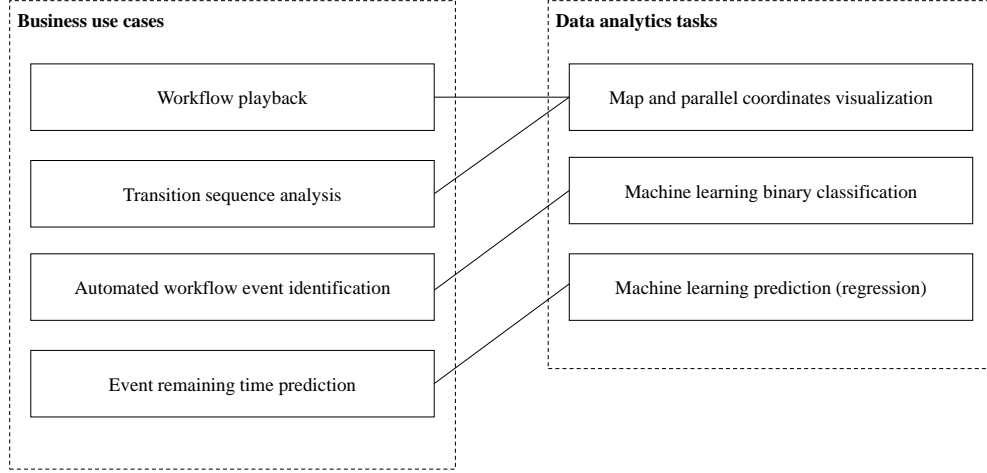 Business use cases
Workflow playback
Transition sequence analysis
Automated workflow event identification
Event remaining time prediction
Data analytics tasks
Map and parallel coordinates visualization
Machine learning binary classification
Machine learning prediction (regression)